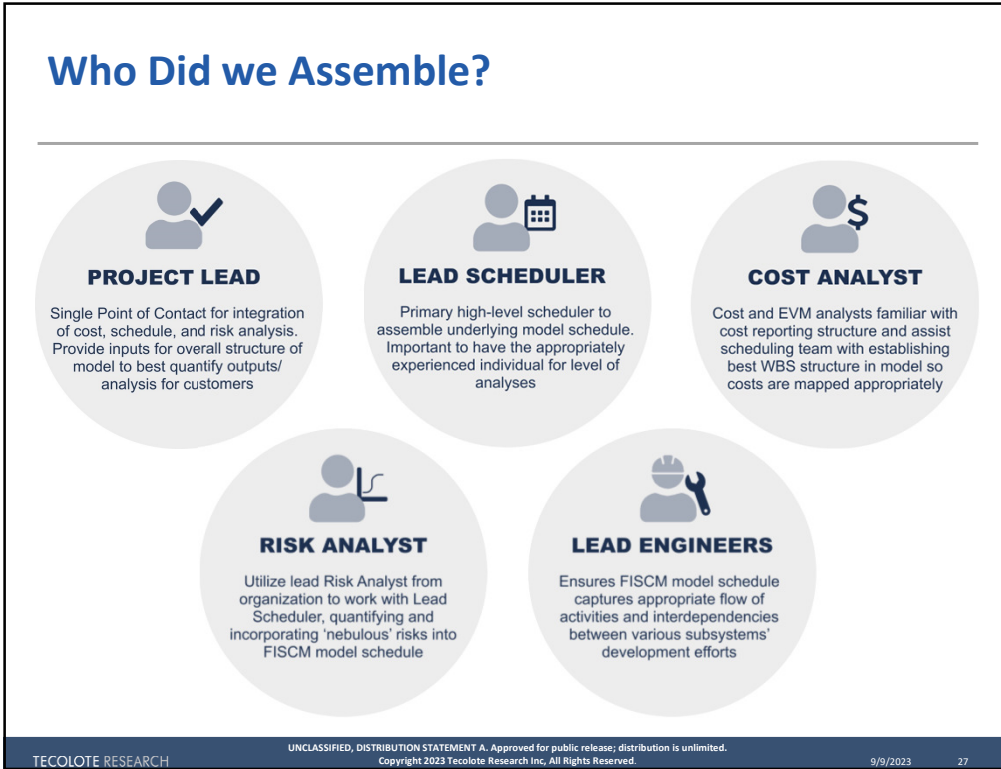 Who Did we Assemble?
PROJECT LEAD
Single Point of Contact for integration
of cost, schedule, and risk analysis.
Provide inputs for overall structure of
model to best quantify outputs/
analysis for customers
LEAD SCHEDULER
Primary high-level scheduler to
assemble underlying model schedule.
Important to have the appropriately
experienced individual for level of
analyses
$
COST ANALYST
Cost and EVM analysts familiar with
cost reporting structure and assist
scheduling team with establishing
best WBS structure in model so
costs are mapped appropriately
RISK ANALYST
Utilize lead Risk Analyst from
organization to work with Lead
Scheduler, quantifying and
incorporating ‘nebulous’ risks into
FISCM model schedule
LEAD ENGINEERS
Ensures FISCM model schedule
captures appropriate flow of
activities and interdependencies
between various subsystems’
development efforts
TECOLOTE RESEARCH
UNCLASSIFIED, DISTRIBUTION STATEMENT A. Approved for public release; distribution is unlimited.
Copyright 2023 Tecolote Research Inc, All Rights Reserved.
9/9/2023
27